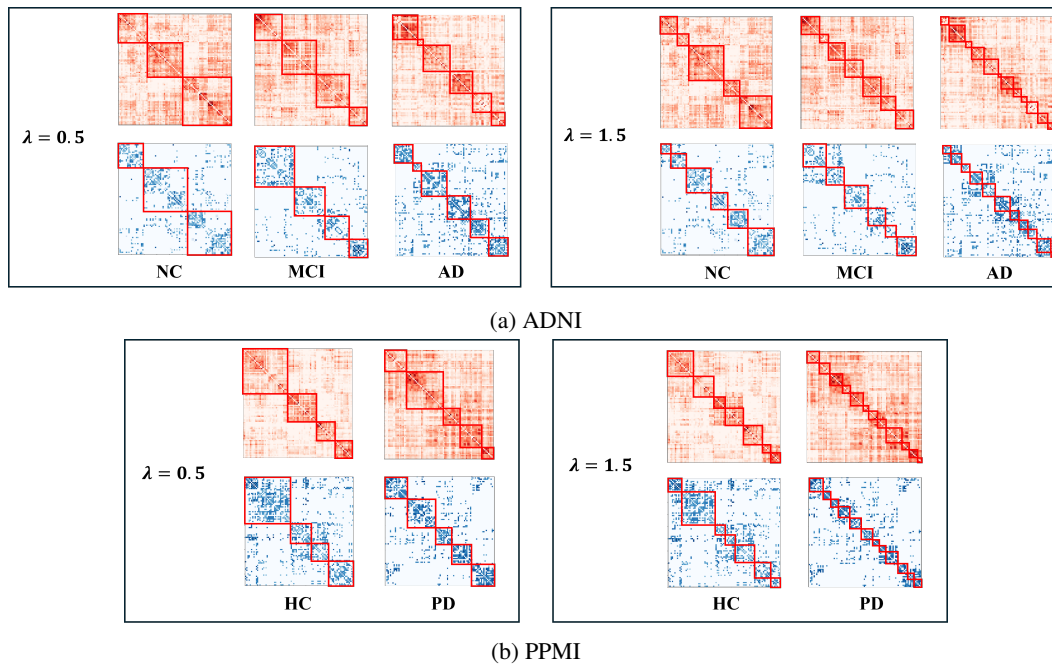 λ = 0.5
NC MCI AD
λ = 1.5
NC MCI AD
(a) ADNI
λ = 0.5
HC PD
λ = 1.5
HC PD
(b) PPMI